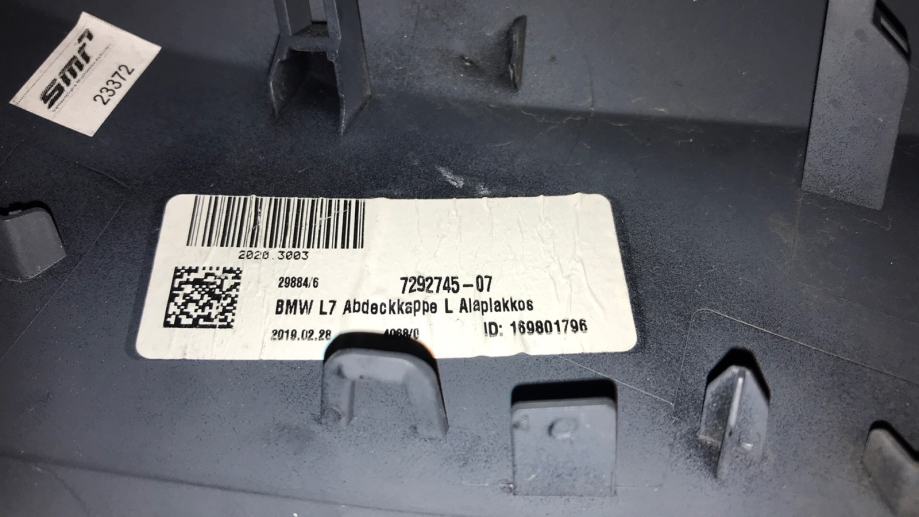 SMR
23372
2020.3003
29884/6
7292745-07
BMW L7 Abdeckkappe L Alaplakkos
2019.02.28
ID: 169801796